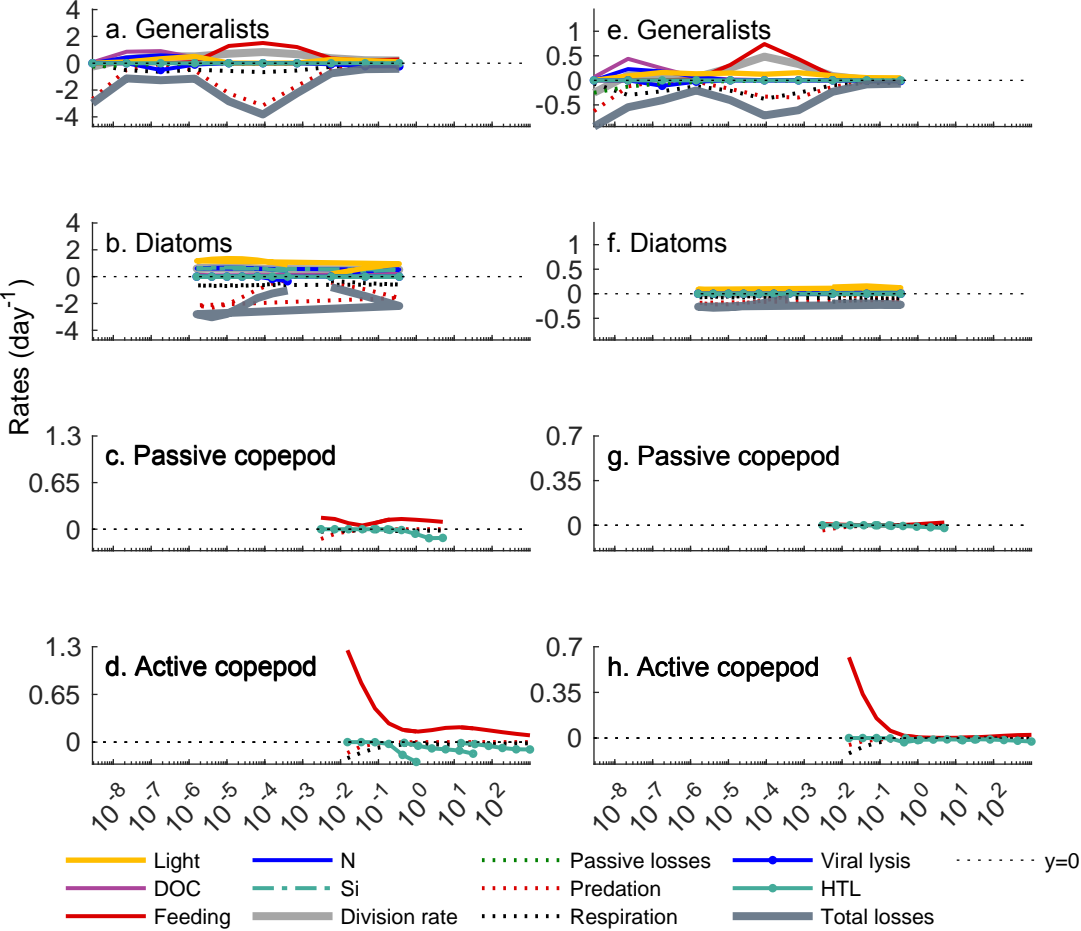 a. Generalists
4
2
0
-2
-4
e. Generalists
1
0.5
0
-0.5
b. Diatoms
4
2
0
-2
-4
f. Diatoms
1
0.5
0
-0.5
Rates (day⁻¹)
c. Passive copepod
1.3
0.65
0
g. Passive copepod
0.7
0.35
0
d. Active copepod
1.3
0.65
0
h. Active copepod
0.7
0.35
0
10⁻⁸ 10⁻⁷ 10⁻⁶ 10⁻⁵ 10⁻⁴ 10⁻³ 10⁻² 10⁻¹ 10⁰ 10¹ 10²
10⁻⁸ 10⁻⁷ 10⁻⁶ 10⁻⁵ 10⁻⁴ 10⁻³ 10⁻² 10⁻¹ 10⁰ 10¹ 10²
Light N Passive losses Viral lysis y=0
DOC Si Predation HTL
Feeding Division rate Respiration Total losses